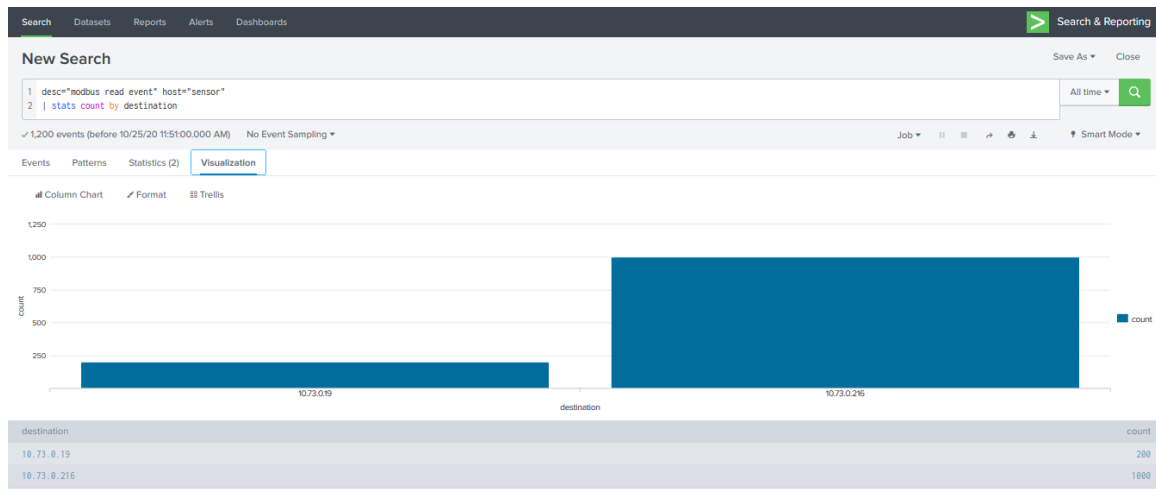 Search Datasets Reports Alerts Dashboards Search & Reporting
New Search Save As Close
1 desc="modbus read event" host="sensor" All time
2 | stats count by destination
1,200 events (before 10/25/20 11:51:00.000 AM) No Event Sampling Job Smart Mode
Events Patterns Statistics (2) Visualization
Column Chart Format Trellis
1,250
1,000
750
500
250
count
count
10.73.0.19 10.73.0.216
destination
destination count
10.73.0.19 200
10.73.0.216 1000